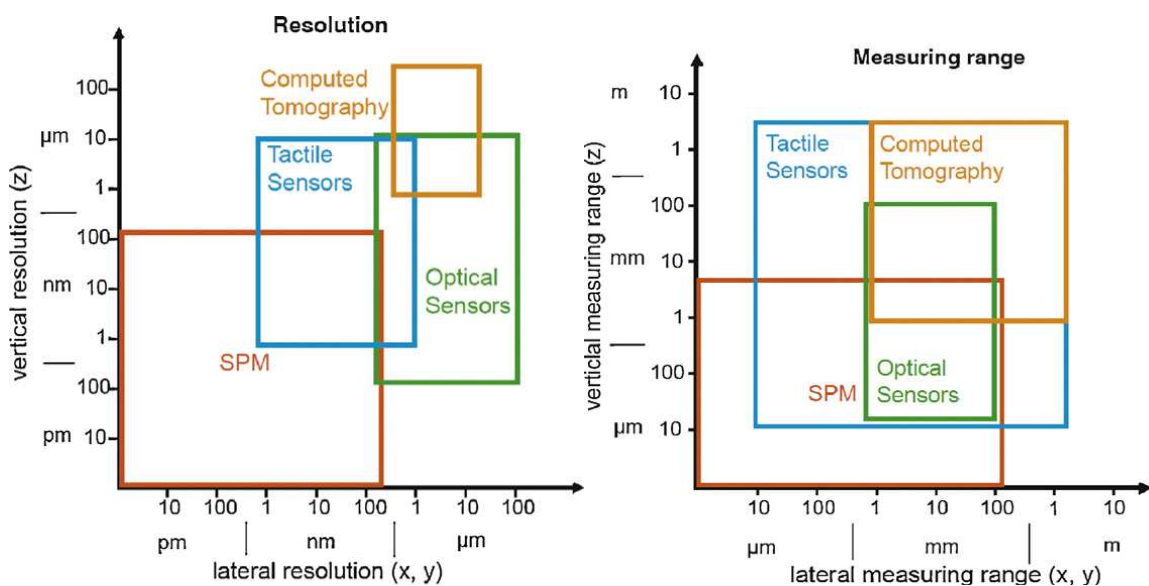 Resolution
vertical resolution (z)
100
µm
10
1
100
nm
10
1
100
pm
10
Computed
Tomography
Tactile
Sensors
Optical
Sensors
SPM
10 100 1 10 100 1 10 100
pm nm µm
lateral resolution (x, y)
Measuring range
verticlal measuring range (z)
m
10
1
100
mm
10
1
100
µm
10
Tactile
Sensors
Computed
Tomography
Optical
Sensors
SPM
10 100 1 10 100 1 10
µm mm m
lateral measuring range (x, y)